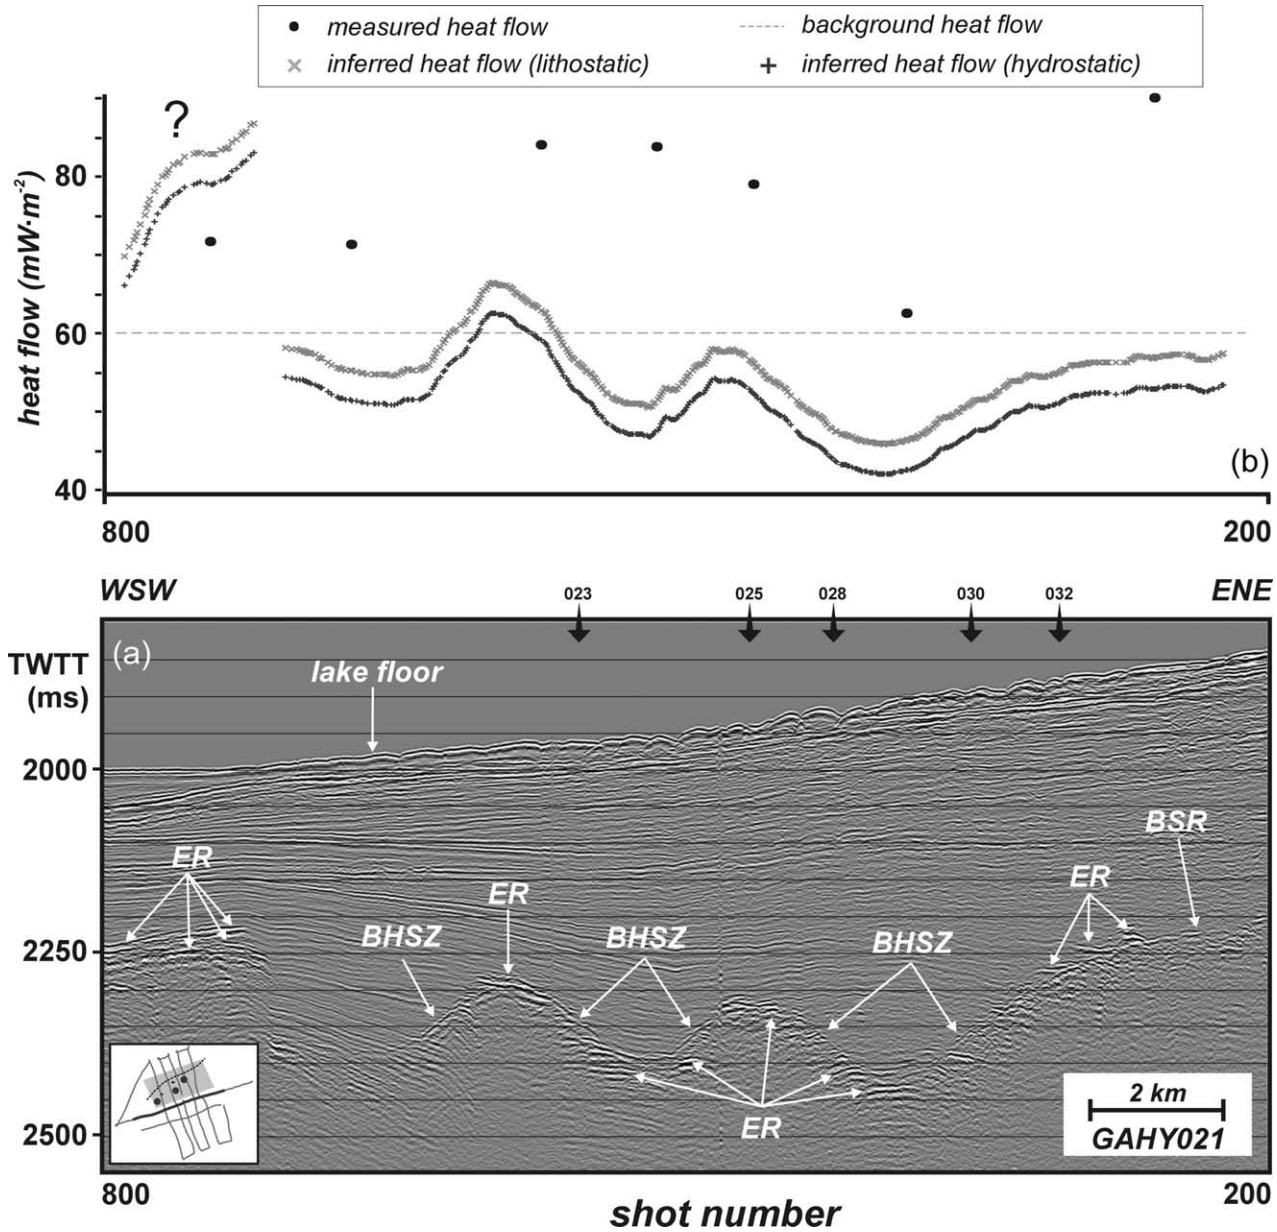 measured heat flow
background heat flow
inferred heat flow (lithostatic)
inferred heat flow (hydrostatic)
?
80
60
40
heat flow (mW·m-2)
(b)
800
200
WSW
023
025
028
030
032
ENE
(a)
TWTT
(ms)
lake floor
2000
BSR
ER
ER
ER
BHSZ
BHSZ
BHSZ
2250
2 km
GAHY021
ER
2500
800
shot number
200